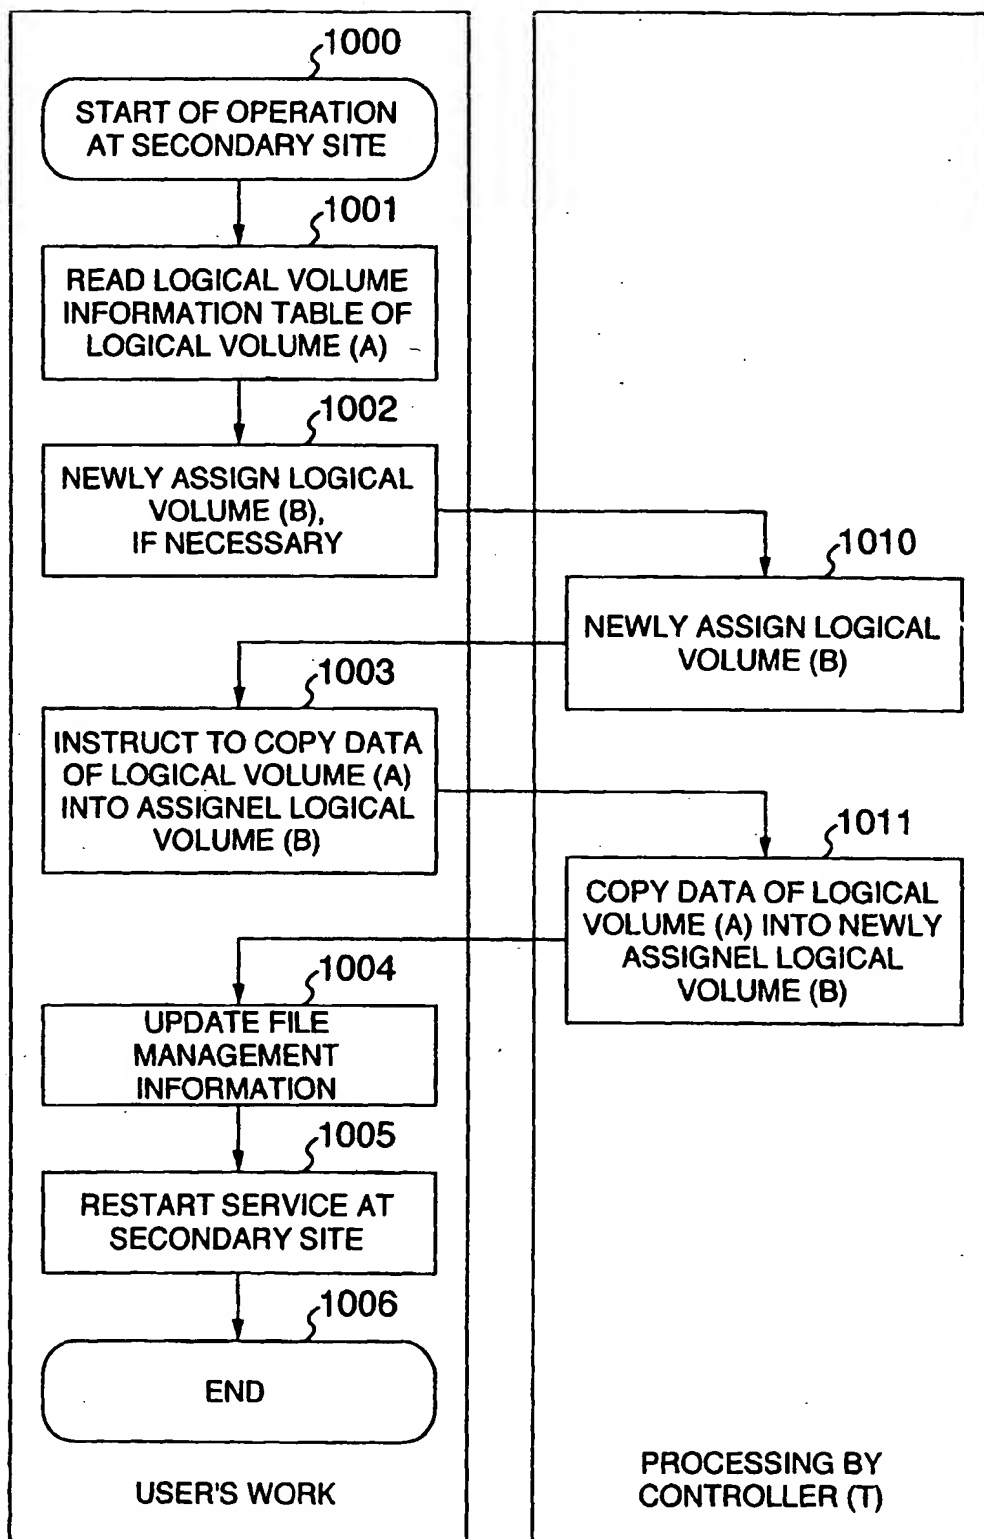 1000
START OF OPERATION
AT SECONDARY SITE
1001
READ LOGICAL VOLUME
INFORMATION TABLE OF
LOGICAL VOLUME (A)
1002
NEWLY ASSIGN LOGICAL
VOLUME (B),
IF NECESSARY
1010
NEWLY ASSIGN LOGICAL
VOLUME (B)
1003
INSTRUCT TO COPY DATA
OF LOGICAL VOLUME (A)
INTO ASSIGNEL LOGICAL
VOLUME (B)
1011
COPY DATA OF LOGICAL
VOLUME (A) INTO NEWLY
ASSIGNEL LOGICAL
VOLUME (B)
1004
UPDATE FILE
MANAGEMENT
INFORMATION
1005
RESTART SERVICE AT
SECONDARY SITE
1006
END
USER'S WORK
PROCESSING BY
CONTROLLER (T)